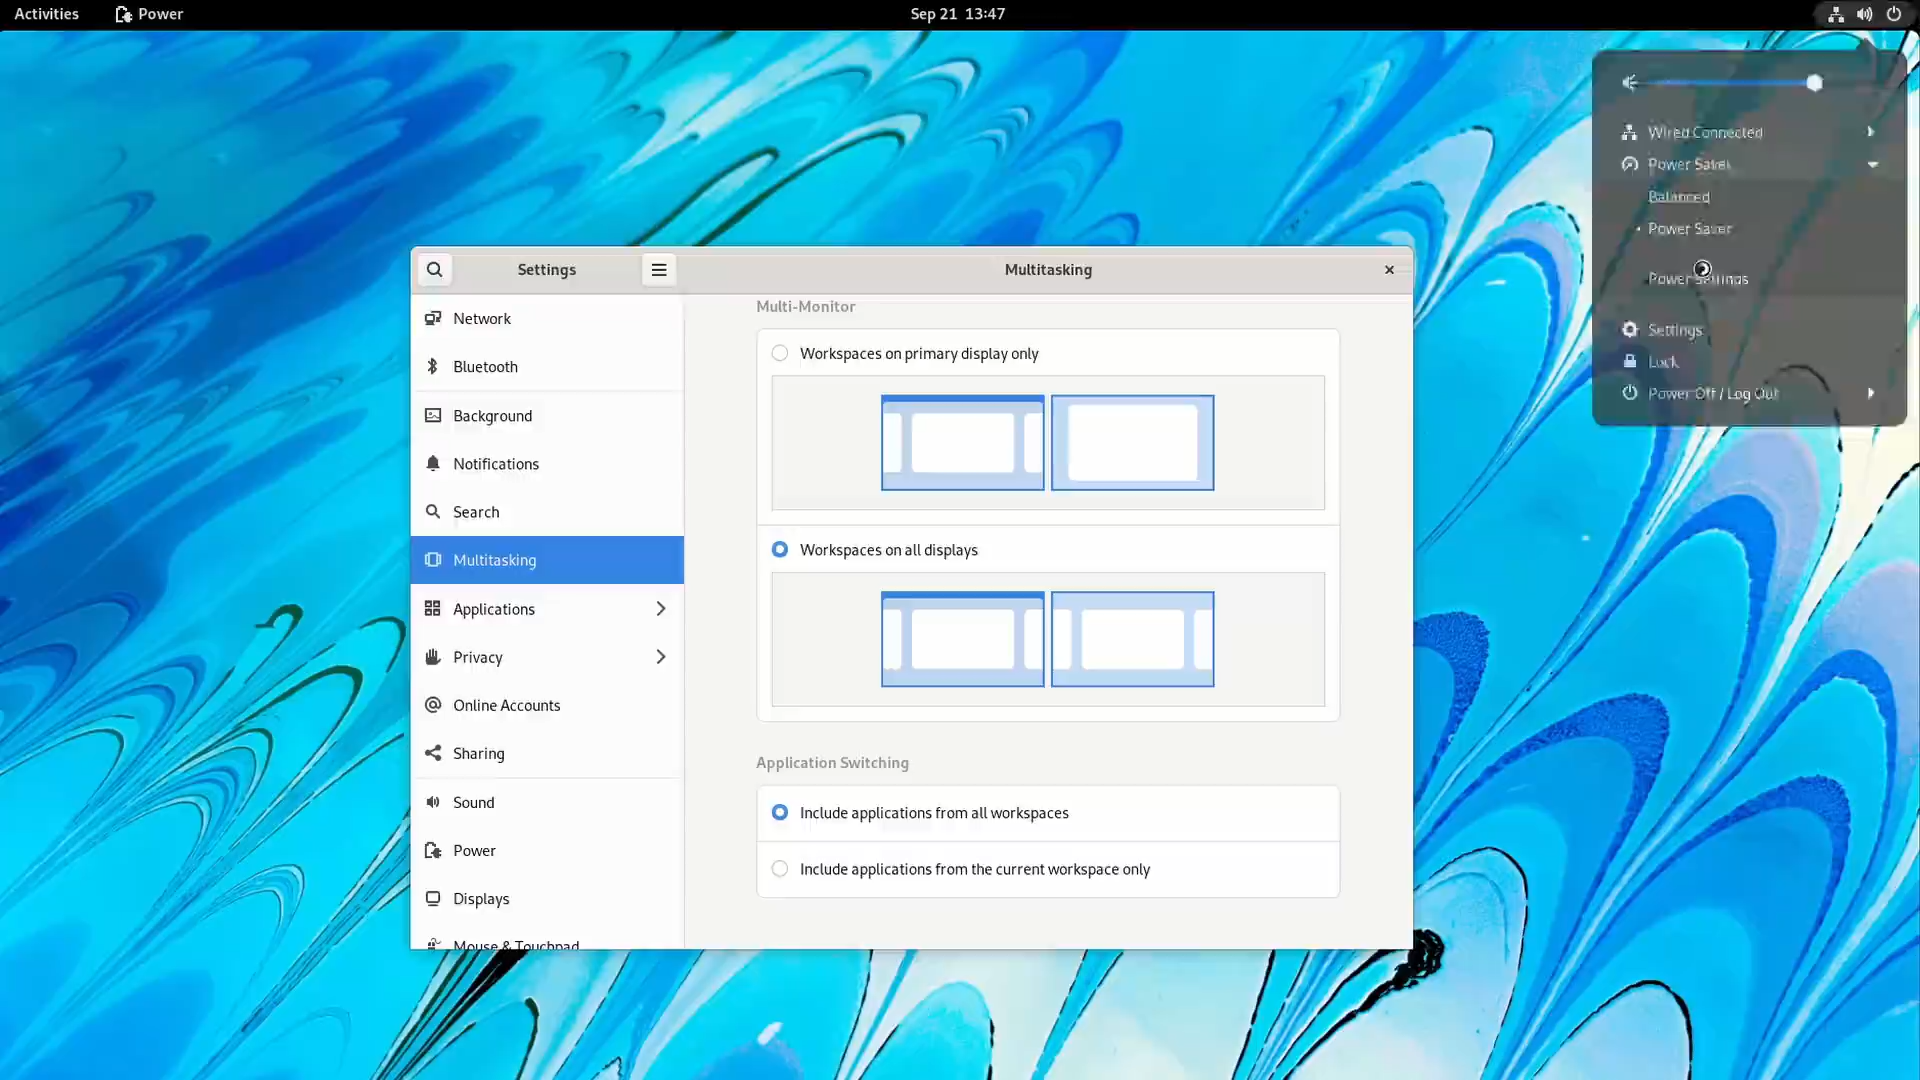 Activities
Power
Sep 21 13:47
Wired Connected
Power Saver
Balanced
Power Saver
Power Settings
Settings
Lock
Power Off / Log Out
Settings
Multitasking
Network
Bluetooth
Background
Notifications
Search
Multitasking
Applications
Privacy
Online Accounts
Sharing
Sound
Power
Displays
Mouse & Touchpad
Multi-Monitor
Workspaces on primary display only
Workspaces on all displays
Application Switching
Include applications from all workspaces
Include applications from the current workspace only